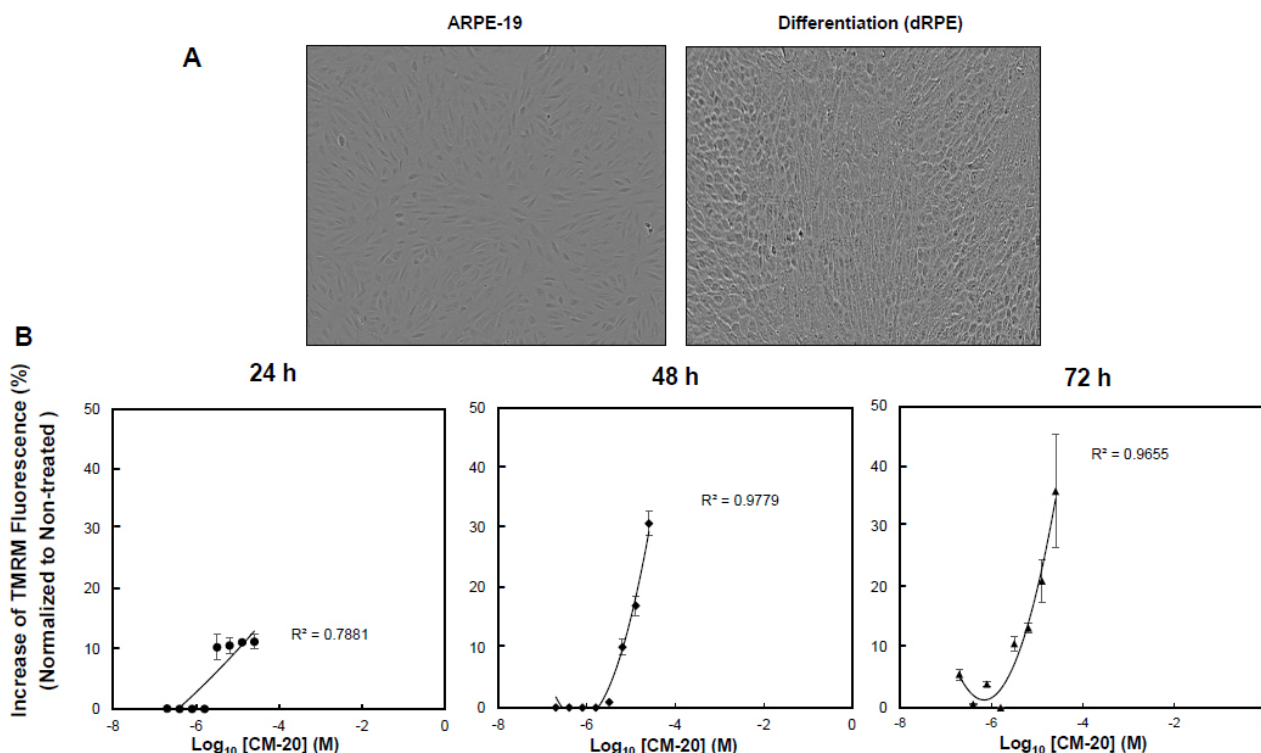 ARPE-19
Differentiation (dRPE)
A
B
24 h
48 h
72 h
Increase of TMRM Fluorescence (%)
(Normalized to Non-treated )
50
40
30
20
10
0
-8
-6
-4
-2
0
R² = 0.7881
Log₁₀ [CM-20] (M)
50
40
30
20
10
0
-8
-6
-4
-2
0
R² = 0.9779
Log₁₀ [CM-20] (M)
50
40
30
20
10
0
-8
-6
-4
-2
0
R² = 0.9655
Log₁₀ [CM-20] (M)